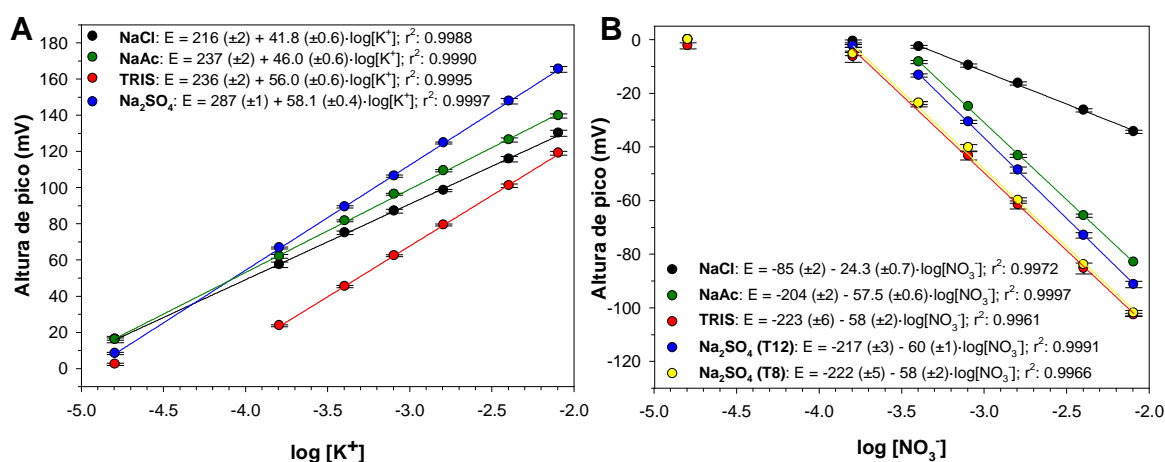 A
NaCl: E = 216 (±2) + 41.8 (±0.6)·log[K⁺]; r²: 0.9988
NaAc: E = 237 (±2) + 46.0 (±0.6)·log[K⁺]; r²: 0.9990
TRIS: E = 236 (±2) + 56.0 (±0.6)·log[K⁺]; r²: 0.9995
Na₂SO₄: E = 287 (±1) + 58.1 (±0.4)·log[K⁺]; r²: 0.9997
Altura de pico (mV)
180
160
140
120
100
80
60
40
20
0
-5.0 -4.5 -4.0 -3.5 -3.0 -2.5 -2.0
log [K⁺]
B
Altura de pico (mV)
0
-20
-40
-60
-80
-100
-120
NaCl: E = -85 (±2) - 24.3 (±0.7)·log[NO₃⁻]; r²: 0.9972
NaAc: E = -204 (±2) - 57.5 (±0.6)·log[NO₃⁻]; r²: 0.9997
TRIS: E = -223 (±6) - 58 (±2)·log[NO₃⁻]; r²: 0.9961
Na₂SO₄ (T12): E = -217 (±3) - 60 (±1)·log[NO₃⁻]; r²: 0.9991
Na₂SO₄ (T8): E = -222 (±5) - 58 (±2)·log[NO₃⁻]; r²: 0.9966
-5.0 -4.5 -4.0 -3.5 -3.0 -2.5 -2.0
log [NO₃⁻]